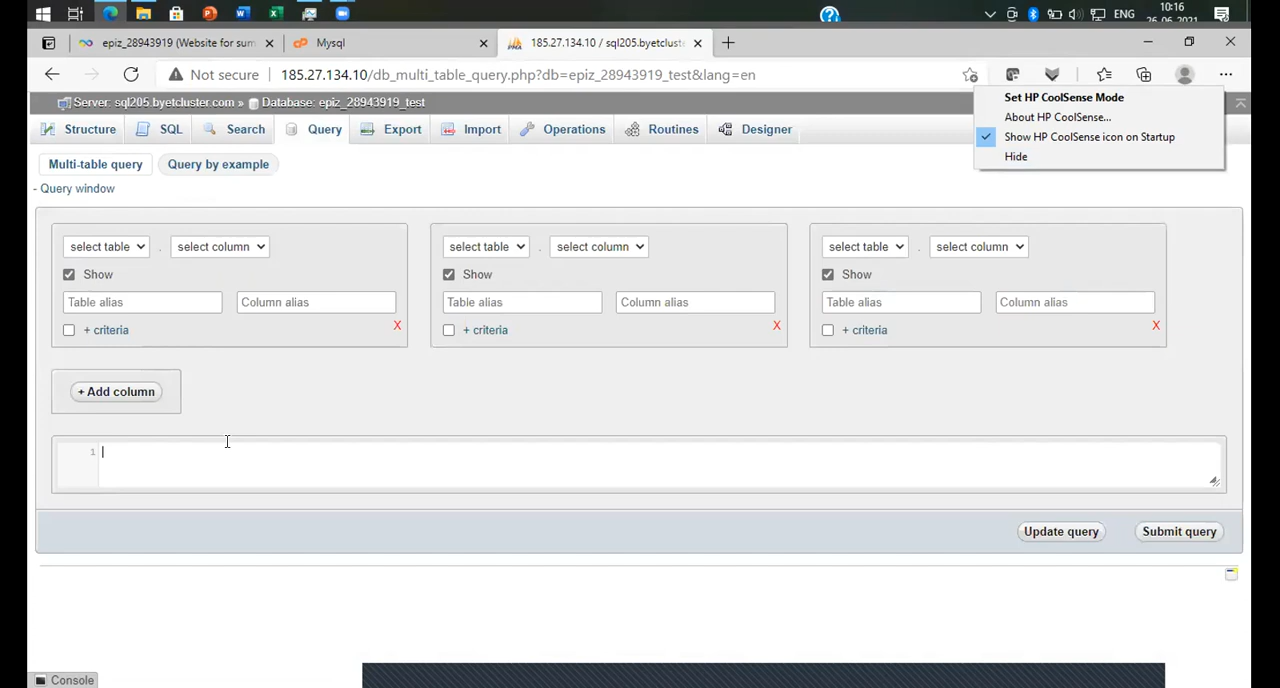 ENG
10:16
26-06-2021
epiz_28943919 (Website for sum
Mysql
185.27.134.10 / sql205.byetcluste
Not secure
185.27.134.10/db_multi_table_query.php?db=epiz_28943919_test&lang=en
Set HP CoolSense Mode
About HP CoolSense...
Show HP CoolSense icon on Startup
Hide
Server: sql205.byetcluster.com » Database: epiz_28943919_test
Structure SQL Search Query Export Import Operations Routines Designer
Multi-table query Query by example
- Query window
select table . select column select table . select column select table . select column
Show Show Show
Table alias Column alias Table alias Column alias Table alias Column alias
+ criteria X + criteria X + criteria X
+ Add column
1
Update query Submit query
Console